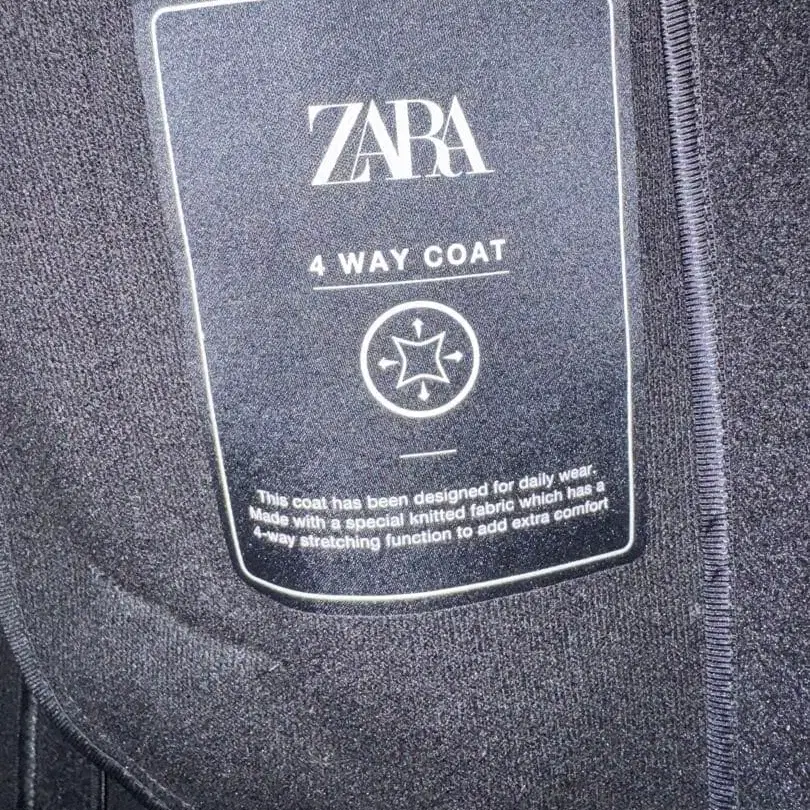 ZARA
4 WAY COAT
This coat has been designed for daily wear.
Made with a special knitted fabric which has a
4-way stretching function to add extra comfort